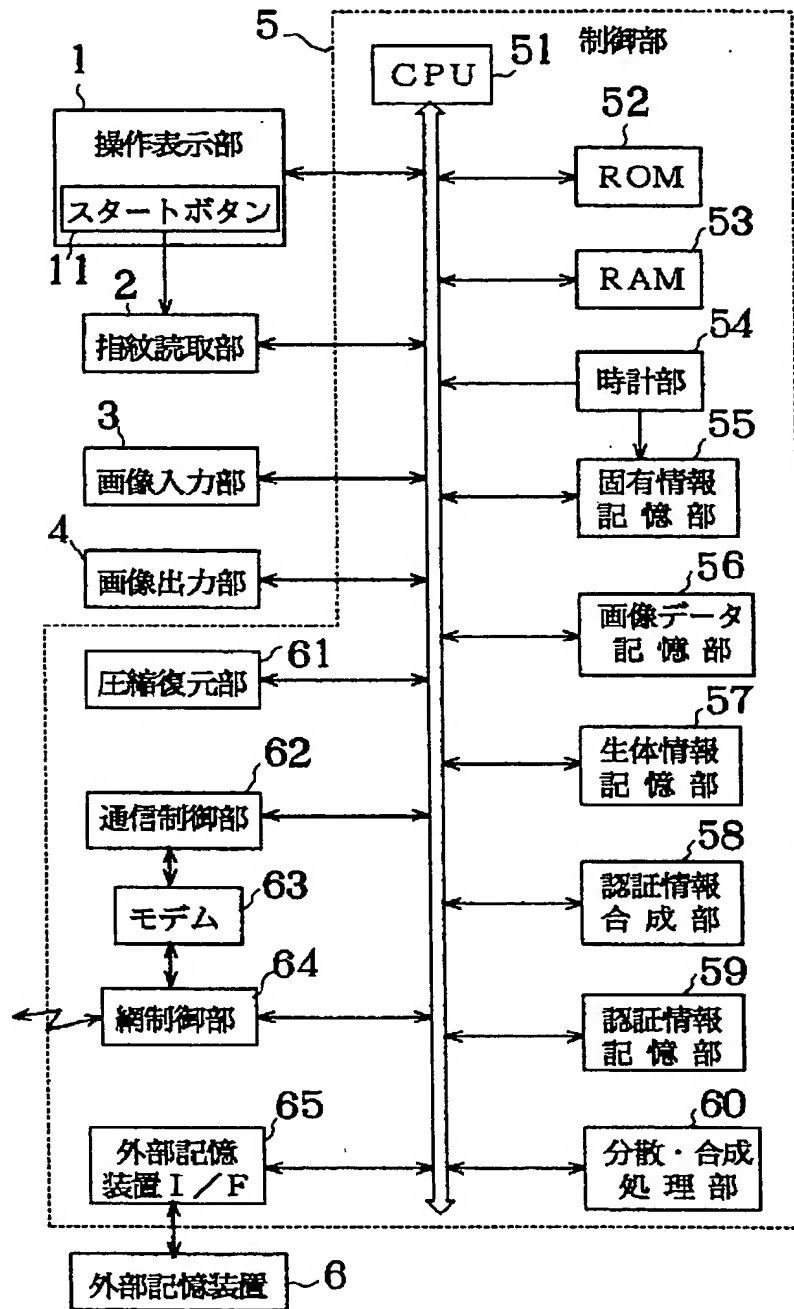 5
制御部
51
CPU
1
操作表示部
スタートボタン
11
2
指紋読取部
3
画像入力部
4
画像出力部
61
圧縮復元部
62
通信制御部
63
モデム
64
網制御部
65
外部記憶
装置I/F
外部記憶装置
6
52
ROM
53
RAM
54
時計部
55
固有情報
記憶部
56
画像データ
記憶部
57
生体情報
記憶部
58
認証情報
合成部
59
認証情報
記憶部
60
分散・合成
処理部